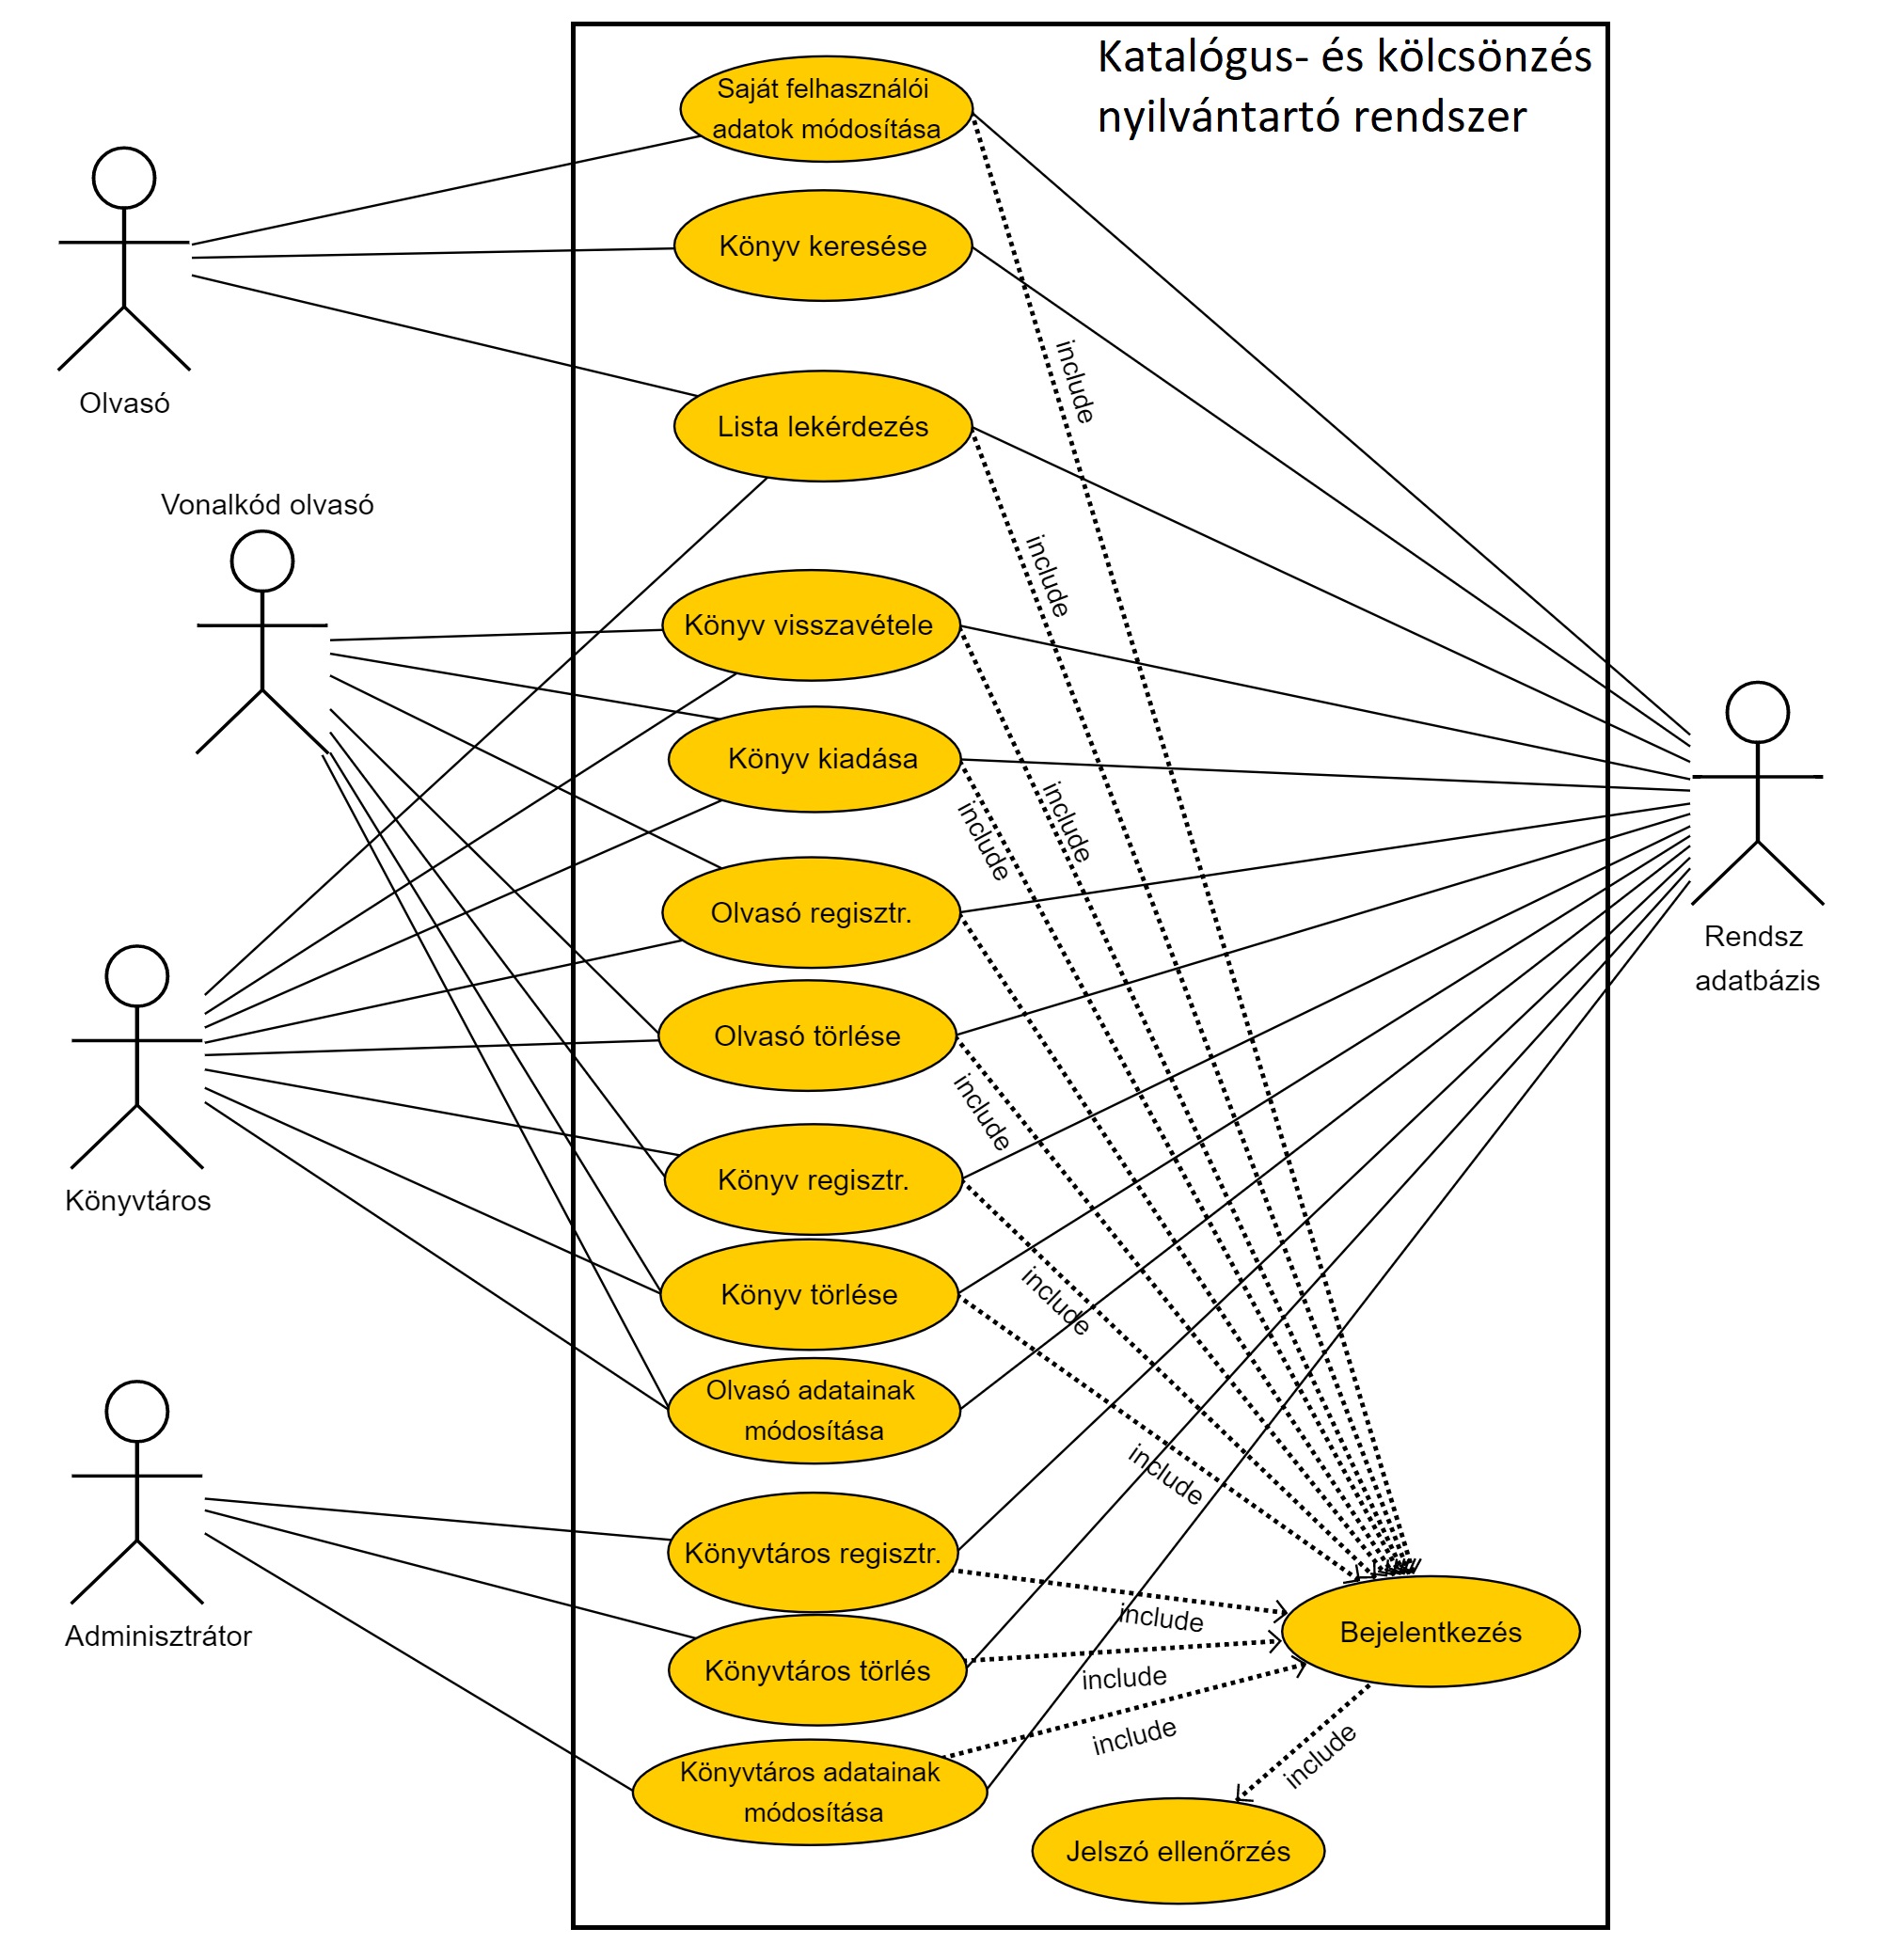 Katalógus- és kölcsönzés
nyilvántartó rendszer
Saját felhasználói
adatok módosítása
Könyv keresése
include
Olvasó
Lista lekérdezés
Vonalkód olvasó
include
Könyv visszavétele
Könyv kiadása
include
include
Olvasó regisztr.
Rendsz
adatbázis
Olvasó törlése
include
Könyv regisztr.
Könyvtáros
Könyv törlése
include
Olvasó adatainak
módosítása
include
Könyvtáros regisztr.
include
Adminisztrátor
Bejelentkezés
Könyvtáros törlés
include
include
include
Könyvtáros adatainak
módosítása
Jelszó ellenőrzés